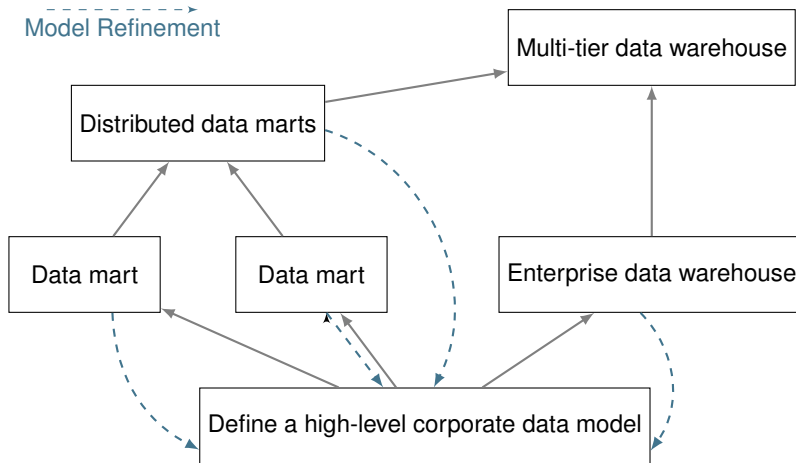 Model Refinement
Multi-tier data warehouse
Distributed data marts
Data mart
Data mart
Enterprise data warehouse
Define a high-level corporate data model